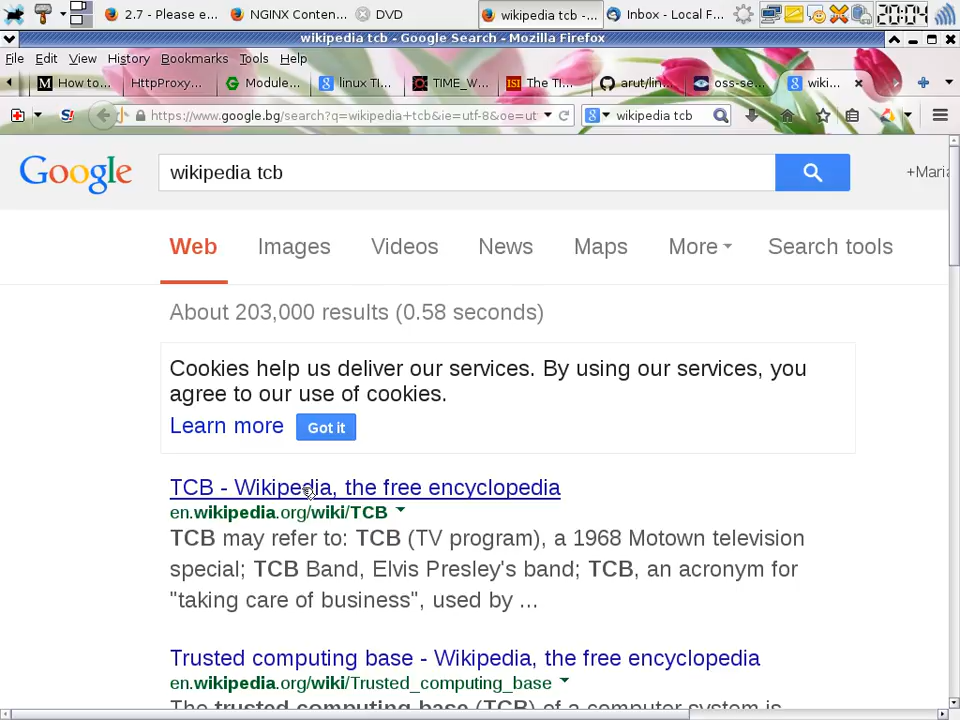 2.7 - Please e...
NGINX Conten...
DVD
wikipedia tcb -...
Inbox - Local F...
20:04
wikipedia tcb - Google Search - Mozilla Firefox
File Edit View History Bookmarks Tools Help
How to...
HttpProxy...
Module...
linux TI...
TIME_W...
The TI...
arut/lin...
oss-se...
wiki...
https://www.google.bg/search?q=wikipedia+tcb&ie=utf-8&oe=ut
wikipedia tcb
Google
wikipedia tcb
+Maria
Web Images Videos News Maps More Search tools
About 203,000 results (0.58 seconds)
Cookies help us deliver our services. By using our services, you
agree to our use of cookies.
Learn more Got it
TCB - Wikipedia, the free encyclopedia
en.wikipedia.org/wiki/TCB
TCB may refer to: TCB (TV program), a 1968 Motown television
special; TCB Band, Elvis Presley's band; TCB, an acronym for
"taking care of business", used by ...
Trusted computing base - Wikipedia, the free encyclopedia
en.wikipedia.org/wiki/Trusted_computing_base
The trusted computing base (TCB) of a computer system is